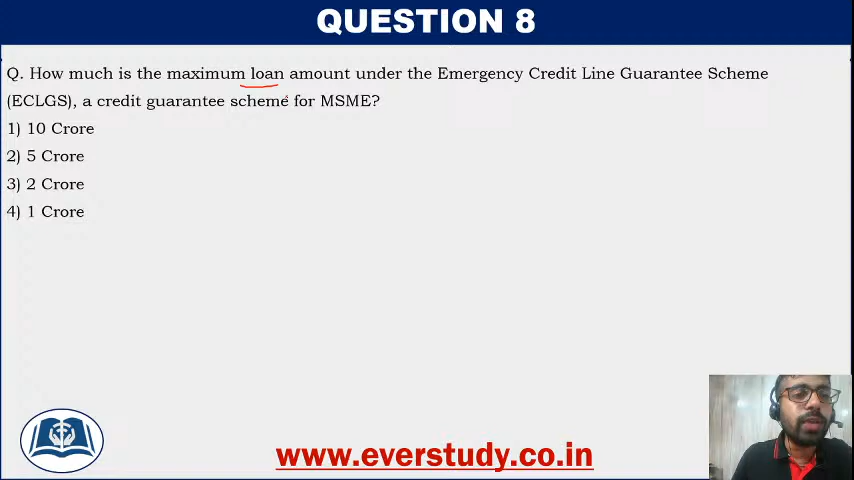 QUESTION 8
Q. How much is the maximum loan amount under the Emergency Credit Line Guarantee Scheme
(ECLGS), a credit guarantee scheme for MSME?
1) 10 Crore
2) 5 Crore
3) 2 Crore
4) 1 Crore
www.everstudy.co.in